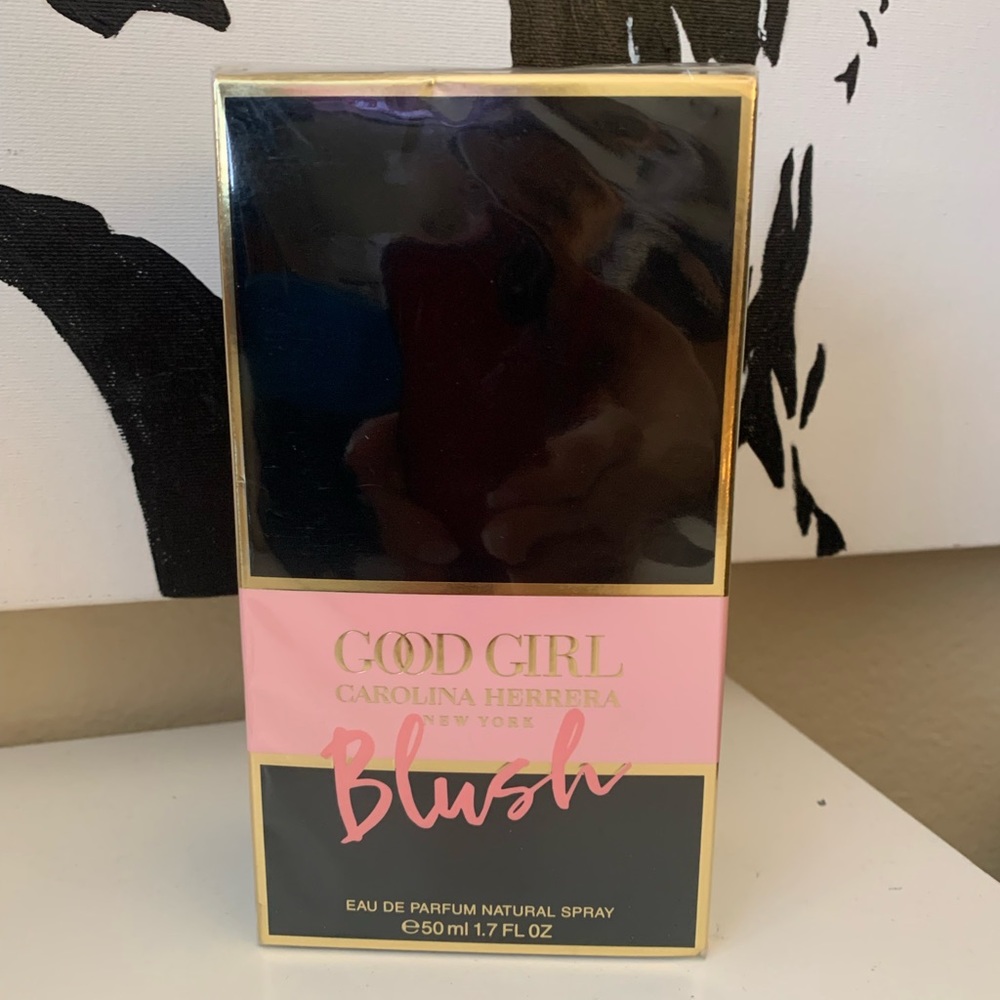 GOOD GIRL
CAROLINA HERRERA
NEW YORK
Blush
EAU DE PARFUM NATURAL SPRAY
℮50 ml 1.7 FL OZ